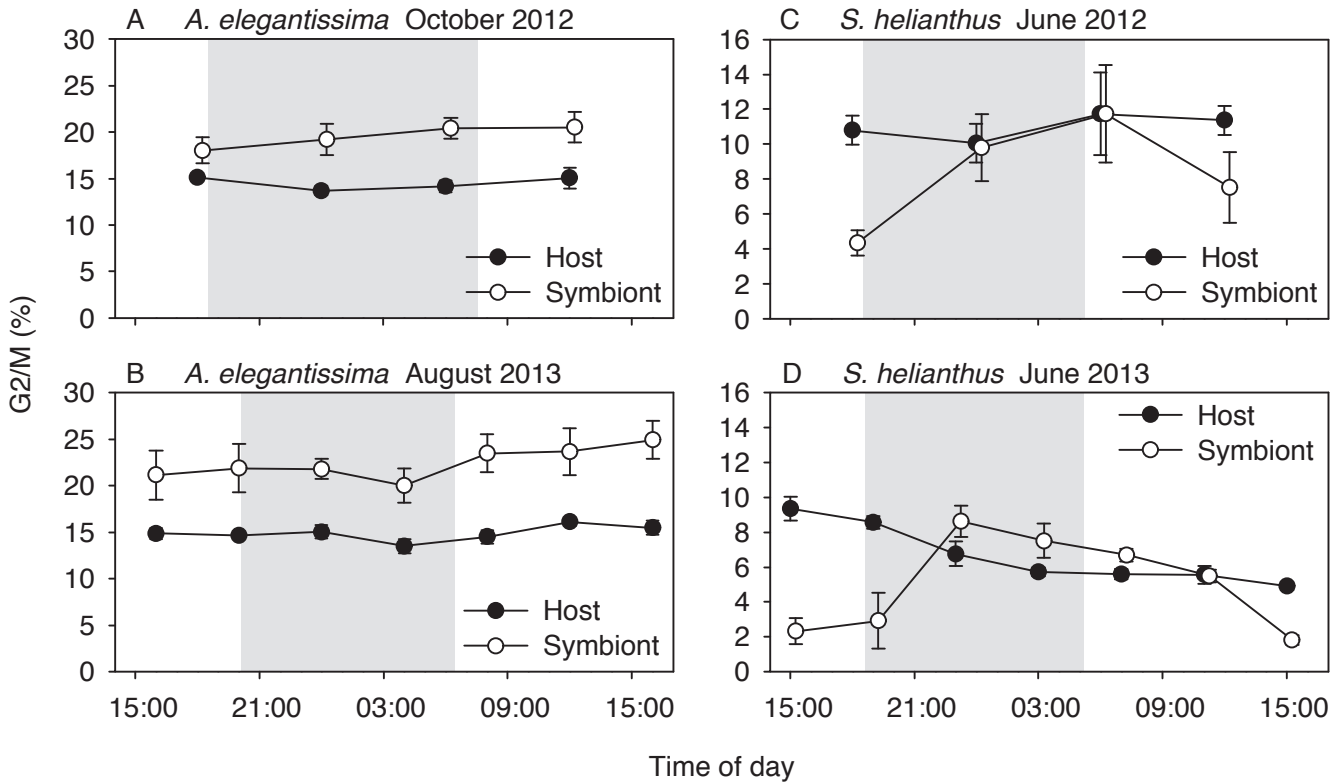 A A. elegantissima October 2012
30
25
20
15
10
5
0
Host
Symbiont
C S. helianthus June 2012
16
14
12
10
8
6
4
2
0
Host
Symbiont
G2/M (%)
B A. elegantissima August 2013
30
25
20
15
10
5
0
Host
Symbiont
15:00 21:00 03:00 09:00 15:00
D S. helianthus June 2013
16
14
12
10
8
6
4
2
0
Host
Symbiont
15:00 21:00 03:00 09:00 15:00
Time of day